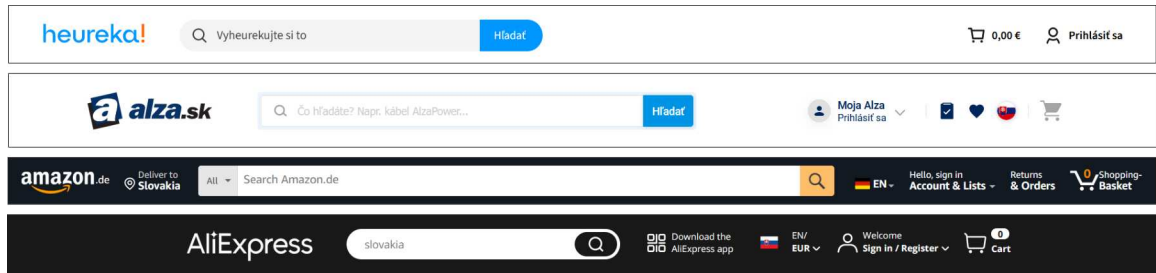 heureka! Vyheurekujte si to Hľadať 0,00 € Prihlásiť sa
a alza.sk Čo hľadáte? Napr. kábel AlzaPower... Hľadať Moja Alza
Prihlásiť sa
amazon.de Deliver to
Slovakia All Search Amazon.de EN Hello, sign in
Account & Lists Returns
& Orders 0 Shopping-
Basket
AliExpress slovakia Download the
AliExpress app EN/
EUR Welcome
Sign in / Register 0
Cart